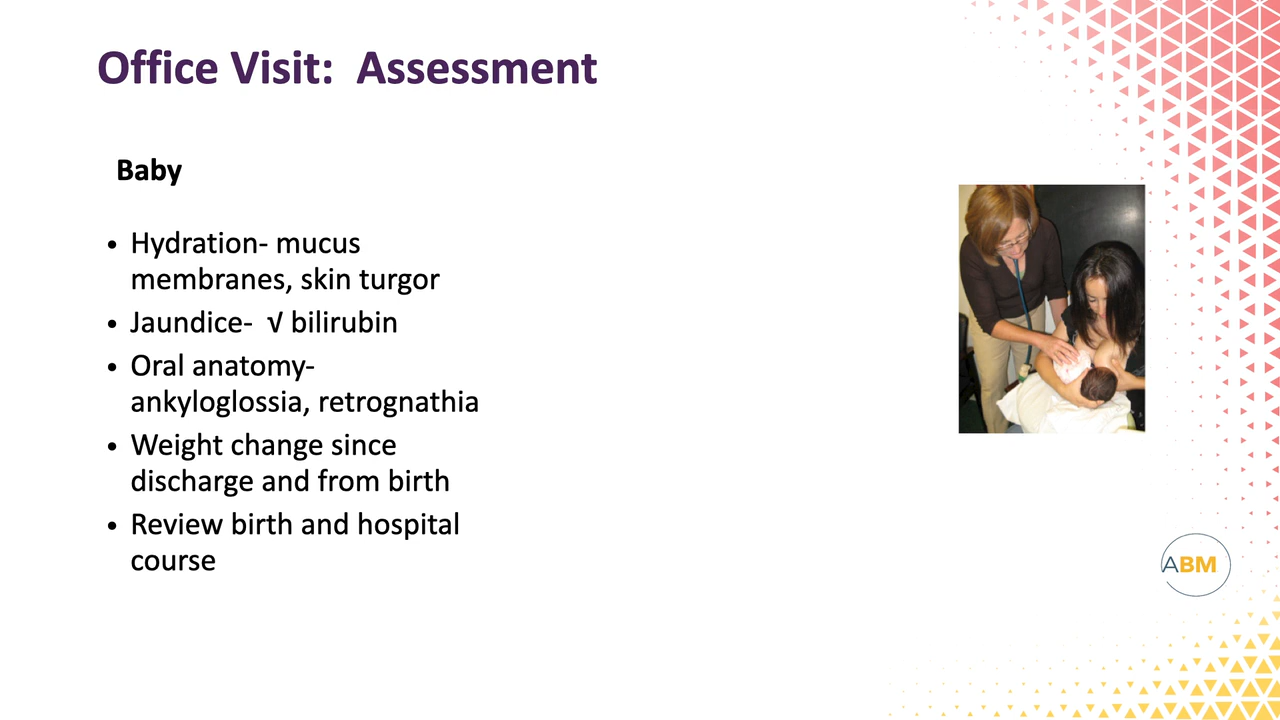 Office Visit:  Assessment
Baby
• Hydration- mucus
membranes, skin turgor
• Jaundice-  √ bilirubin
• Oral anatomy-
ankyloglossia, retrognathia
• Weight change since
discharge and from birth
• Review birth and hospital
course
ABM